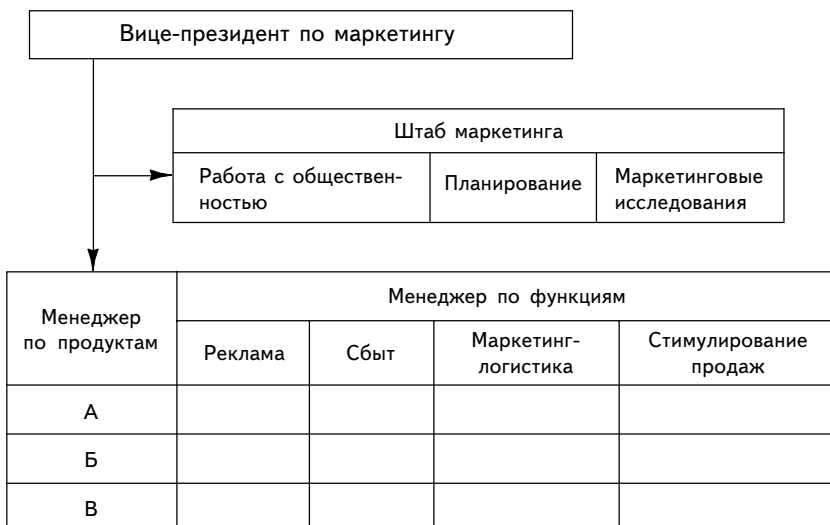 Вице-президент по маркетингу
Штаб маркетинга
Работа с обществен-
ностью
Планирование
Маркетинговые
исследования
Менеджер
по продуктам
Менеджер по функциям
Реклама
Сбыт
Маркетинг-
логистика
Стимулирование
продаж
А
Б
В